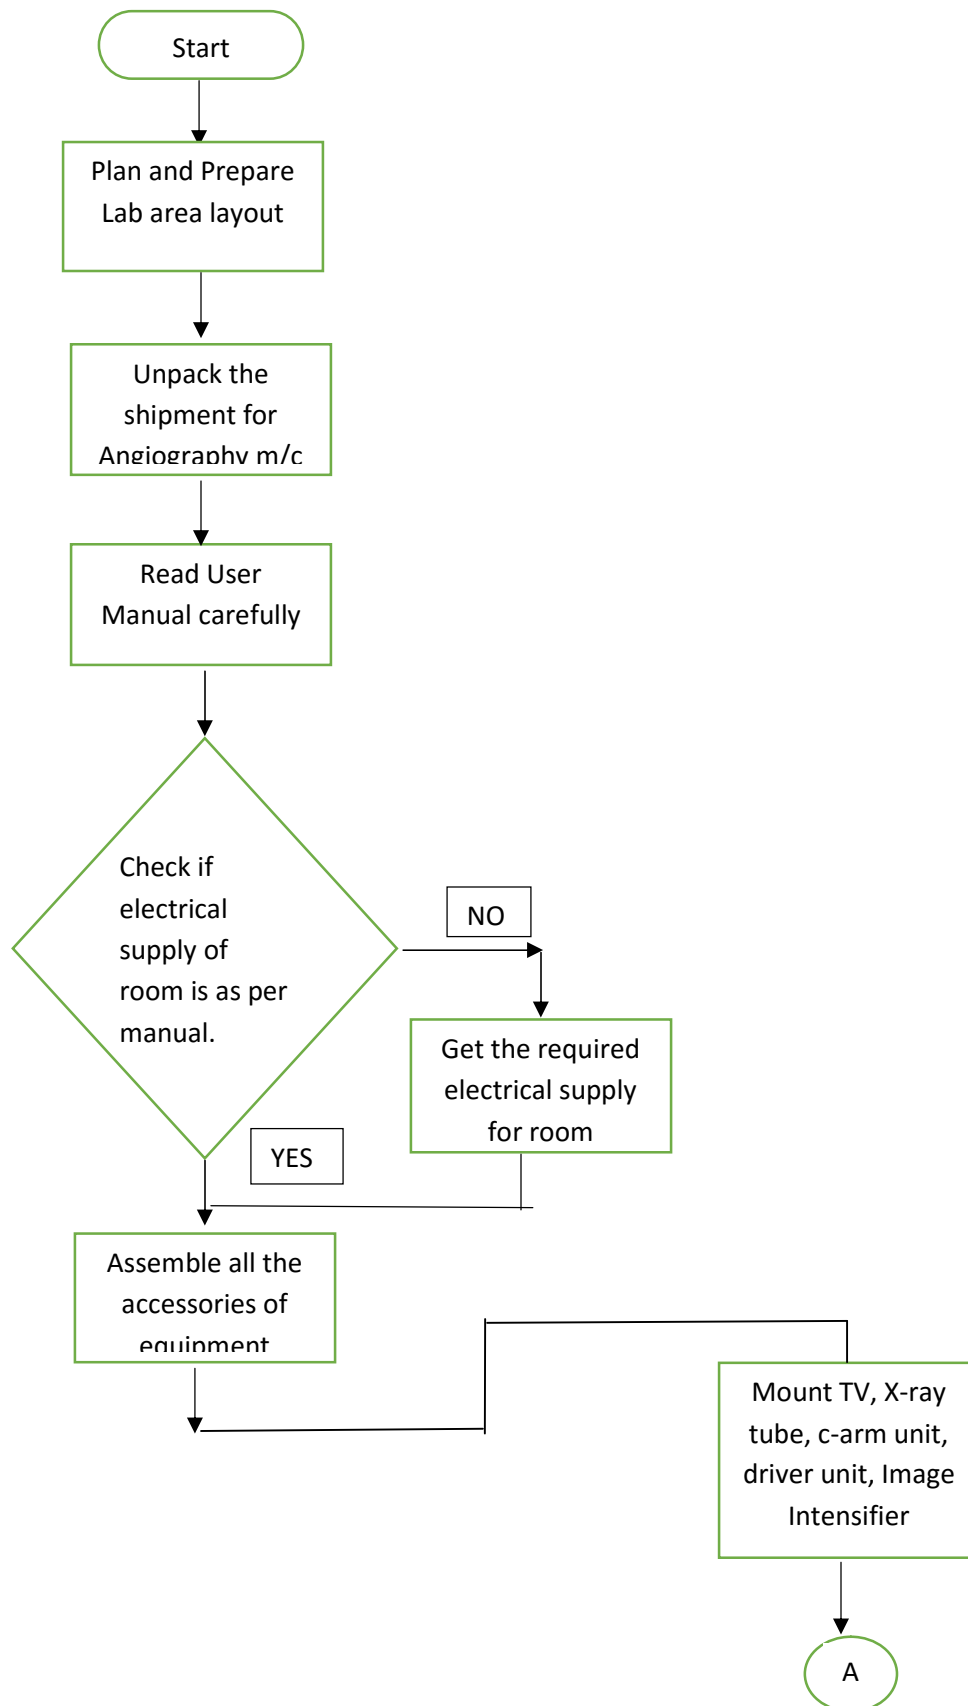 Start
Plan and Prepare
Lab area layout
Unpack the
shipment for
Angiography m/c
Read User
Manual carefully
Check if
electrical
supply of
room is as per
manual.
NO
Get the required
electrical supply
for room
YES
Assemble all the
accessories of
equipment
Mount TV, X-ray
tube, c-arm unit,
driver unit, Image
Intensifier
A